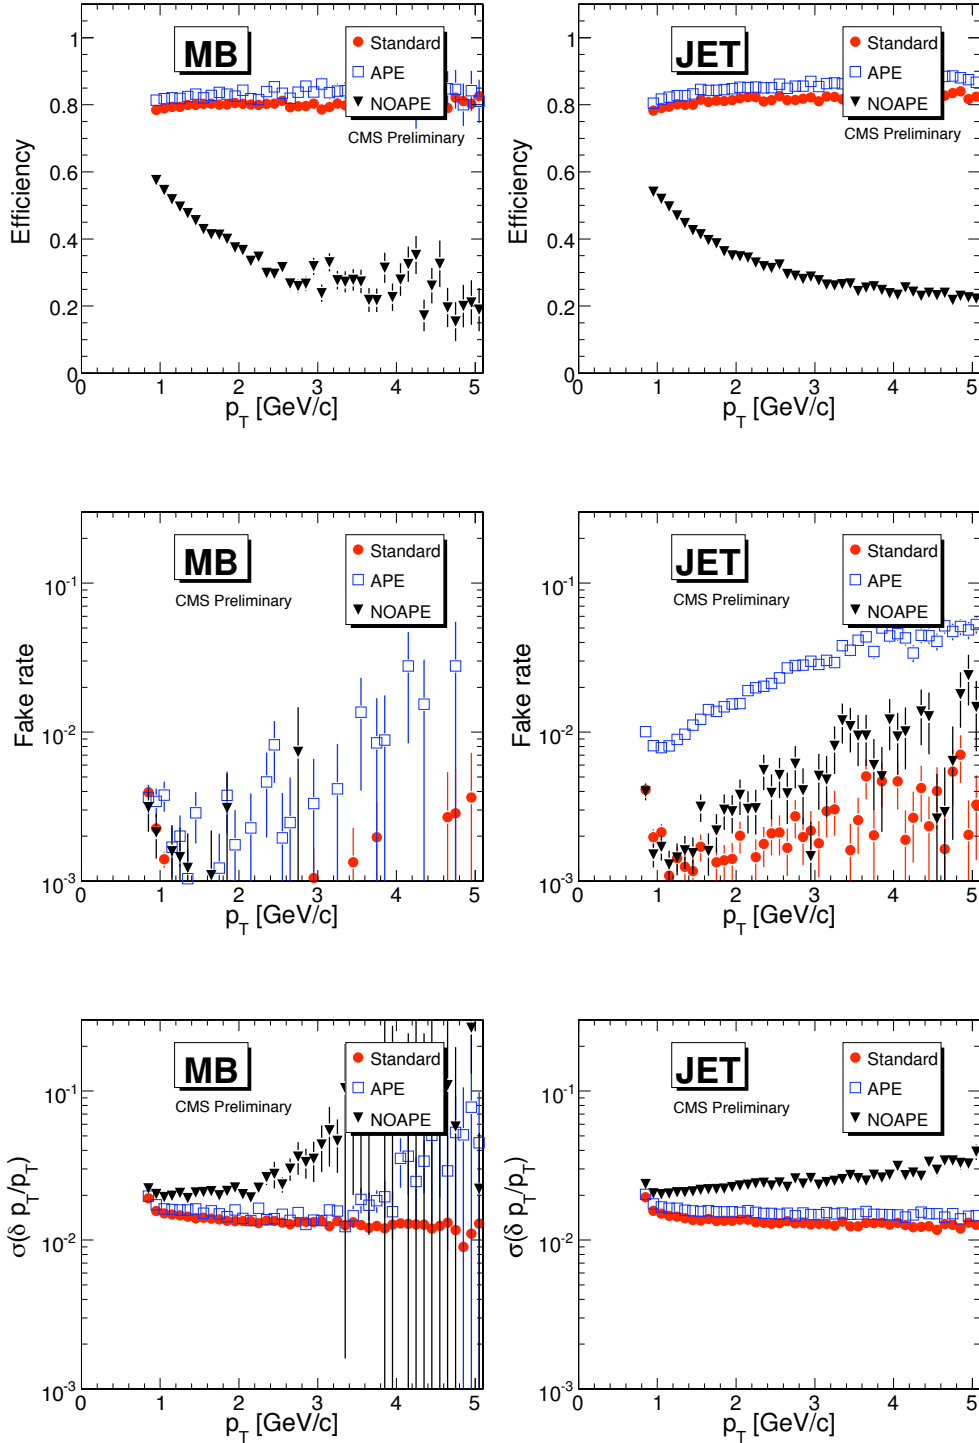 MB
Standard
APE
NOAPE
CMS Preliminary
Efficiency
1
0.8
0.6
0.4
0.2
0
0 1 2 3 4 5
p_T [GeV/c]
JET
Standard
APE
NOAPE
CMS Preliminary
Efficiency
1
0.8
0.6
0.4
0.2
0
0 1 2 3 4 5
p_T [GeV/c]
MB
CMS Preliminary
Standard
APE
NOAPE
Fake rate
10^-1
10^-2
10^-3
0 1 2 3 4 5
p_T [GeV/c]
JET
CMS Preliminary
Standard
APE
NOAPE
Fake rate
10^-1
10^-2
10^-3
0 1 2 3 4 5
p_T [GeV/c]
MB
CMS Preliminary
Standard
APE
NOAPE
σ(δ p_T/p_T)
10^-1
10^-2
10^-3
0 1 2 3 4 5
p_T [GeV/c]
JET
CMS Preliminary
Standard
APE
NOAPE
σ(δ p_T/p_T)
10^-1
10^-2
10^-3
0 1 2 3 4 5
p_T [GeV/c]